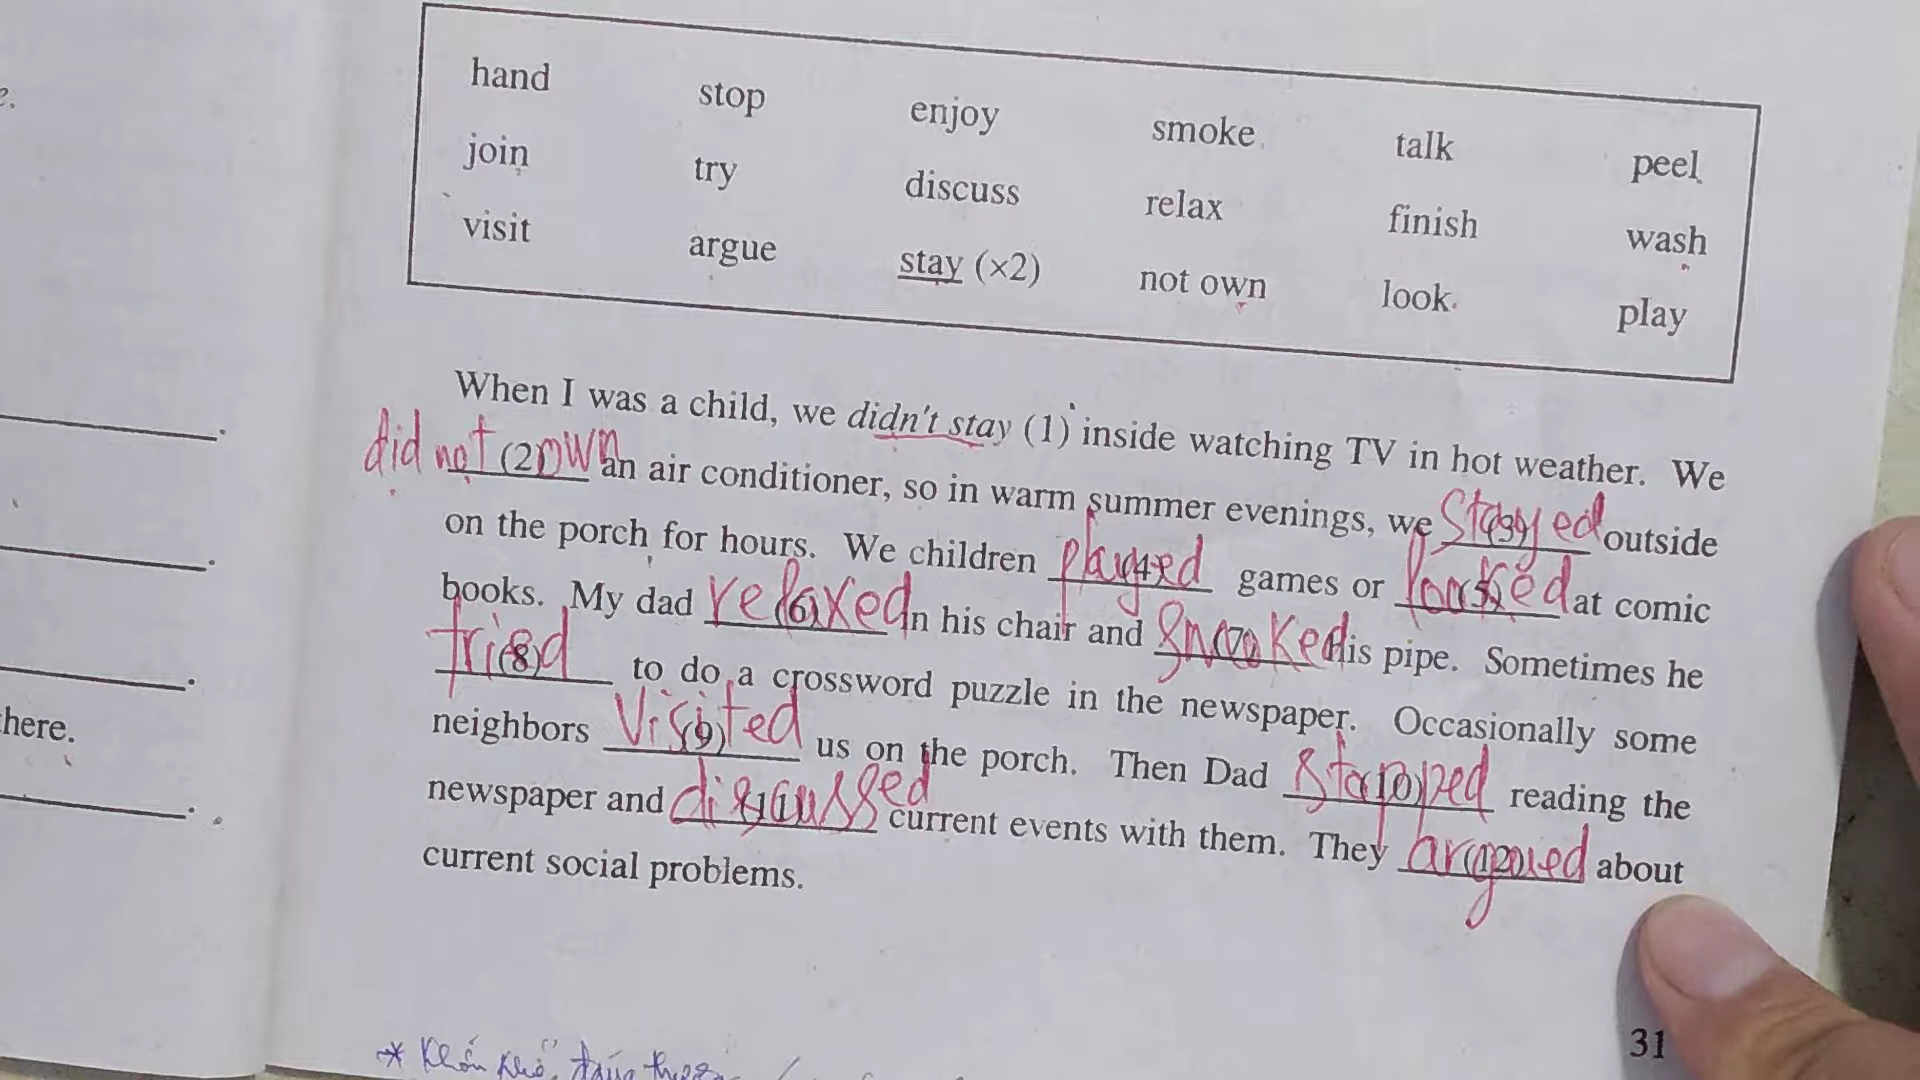 e.
hand stop enjoy smoke talk peel
join try discuss relax finish wash
visit argue stay (×2) not own look play
When I was a child, we didn't stay (1) inside watching TV in hot weather. We
did not own (2) an air conditioner, so in warm summer evenings, we stayed (3) outside
on the porch for hours. We children played (4) games or looked (5) at comic
books. My dad relaxed (6) in his chair and smoked (7) his pipe. Sometimes he
tried (8) to do a crossword puzzle in the newspaper. Occasionally some
neighbors visited (9) us on the porch. Then Dad stopped (10) reading the
here.
newspaper and discussed (11) current events with them. They argued (12) about
current social problems.
31
* khốn khổ,